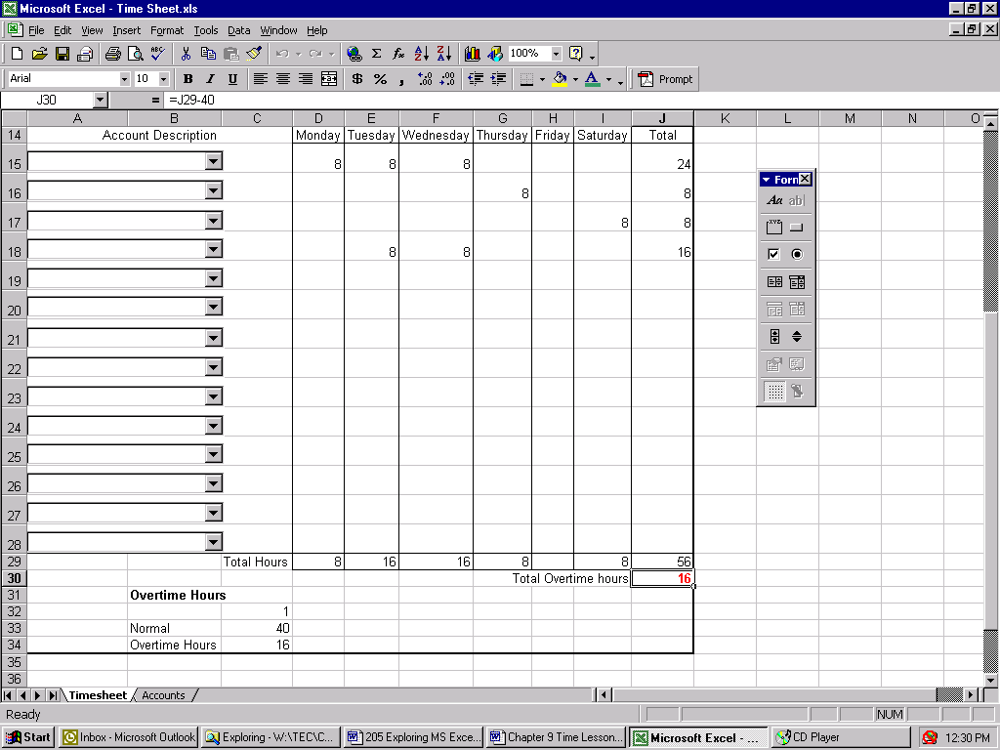 Microsoft Excel - Time Sheet.xls
File Edit View Insert Format Tools Data Window Help
100%
Arial 10 B I U $ % , Prompt
J30 = =J29-40
A B C D E F G H I J K L M N O
14 Account Description Monday Tuesday Wednesday Thursday Friday Saturday Total
15 8 8 8 24
Form
16 8 8
Aa ab|
17 8 8
18 8 8 16
19
20
21
22
23
24
25
26
27
28
29 Total Hours 8 16 16 8 8 56
30 Total Overtime hours 16
31 Overtime Hours
32 1
33 Normal 40
34 Overtime Hours 16
35
36
Timesheet Accounts
Ready NUM
Start Inbox - Microsoft Outlook Exploring - W:\TEC\C... 205 Exploring MS Exce... Chapter 9 Time Lesson... Microsoft Excel - ... CD Player 12:30 PM